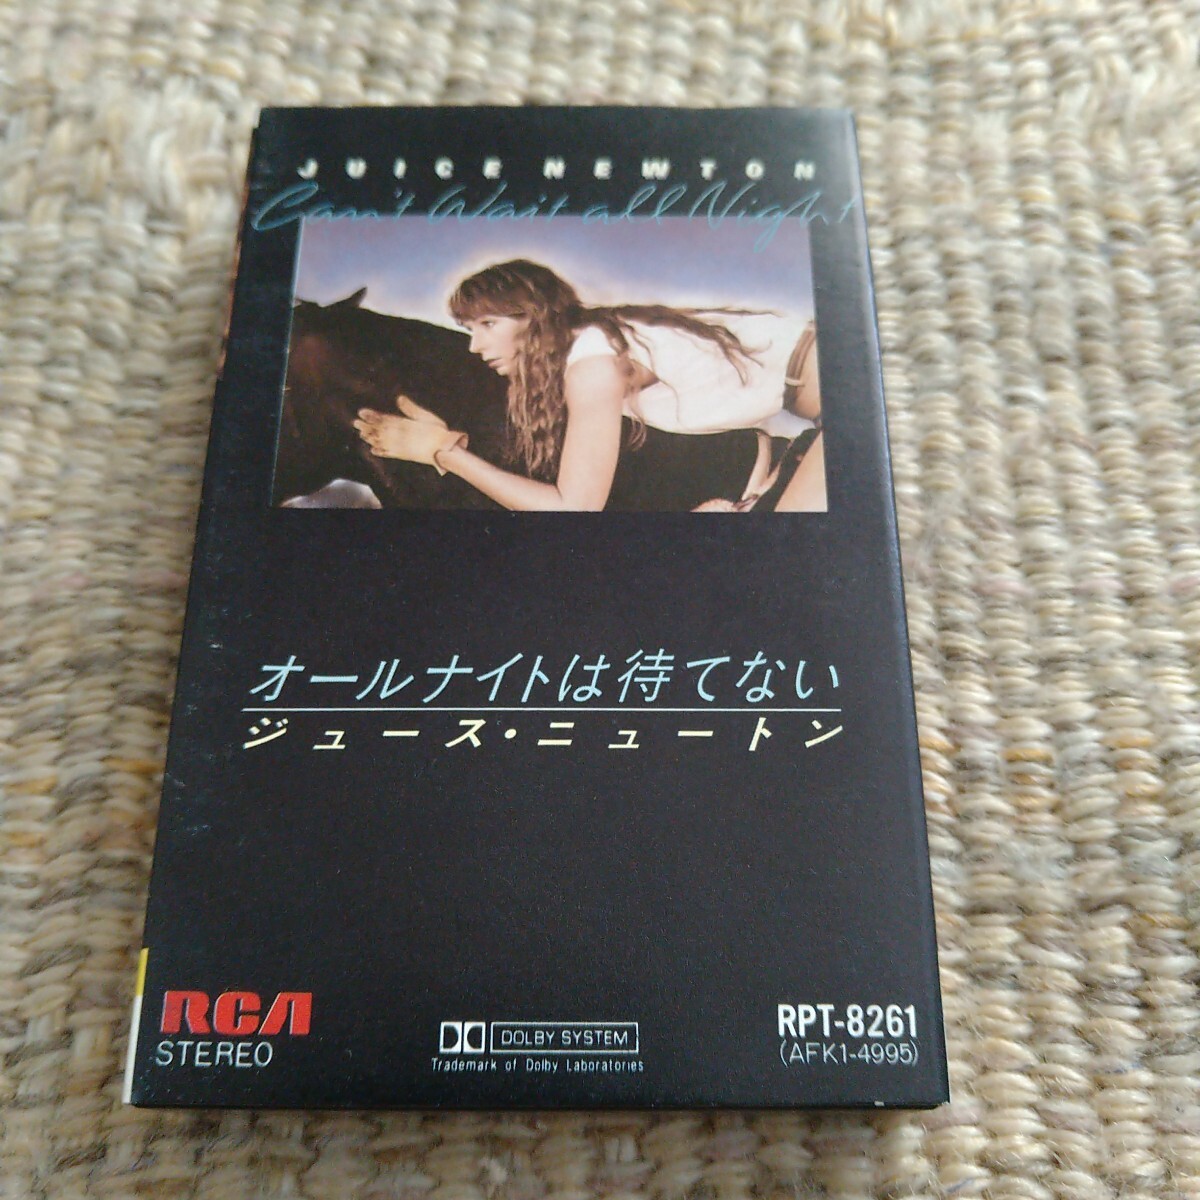 JUICE NEWTON
Can't Wait all Night
オールナイトは待てない
ジュース・ニュートン
RCA
STEREO
DOLBY SYSTEM
Trademark of Dolby Laboratories
RPT-8261
(AFK1-4995)